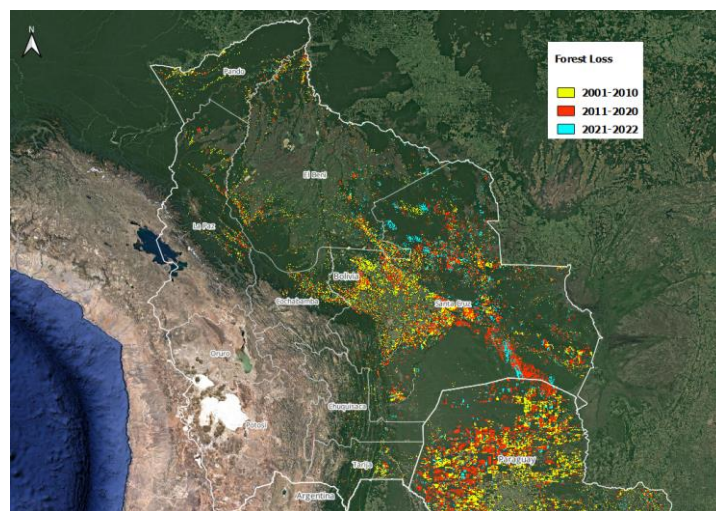 N
Forest Loss
2001-2010
2011-2020
2021-2022
Pando
El Beni
La Paz
Bolivia
Cochabamba
Santa Cruz
Oruro
Chuquisaca
Potosí
Tarija
Paraguay
Argentina